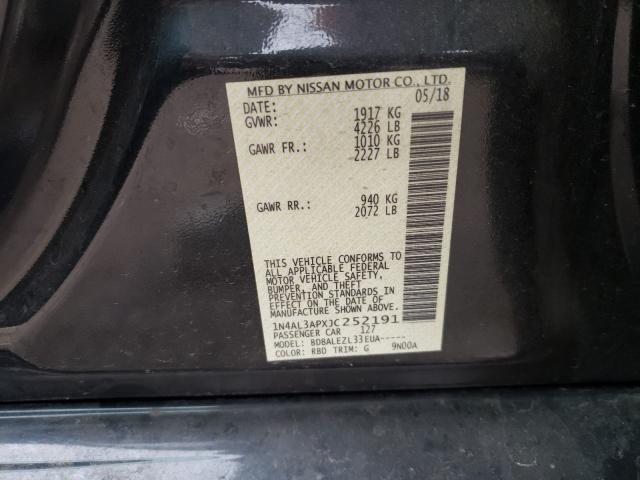 MFD BY NISSAN MOTOR CO., LTD.
DATE: 05/18
GVWR: 1917 KG
4226 LB
GAWR FR.: 1010 KG
2227 LB
GAWR RR.: 940 KG
2072 LB
THIS VEHICLE CONFORMS TO
ALL APPLICABLE FEDERAL
MOTOR VEHICLE SAFETY,
BUMPER, AND THEFT
PREVENTION STANDARDS IN
EFFECT ON THE DATE OF
MANUFACTURE SHOWN ABOVE.
1N4AL3APXJC252191
PASSENGER CAR 127
MODEL: BDBALEZL33EUA-----
COLOR: RBD TRIM: G 9N00A